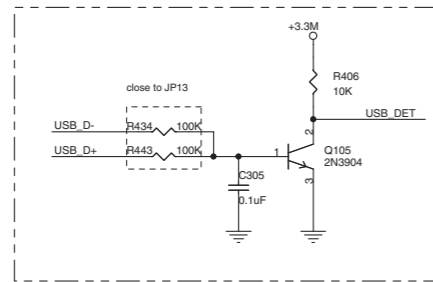 +3.3M
close to JP13
R406
10K
USB_D- R434 100K
USB_DET
2
USB_D+ R443 100K
1
Q105
2N3904
C305
3
0.1uF